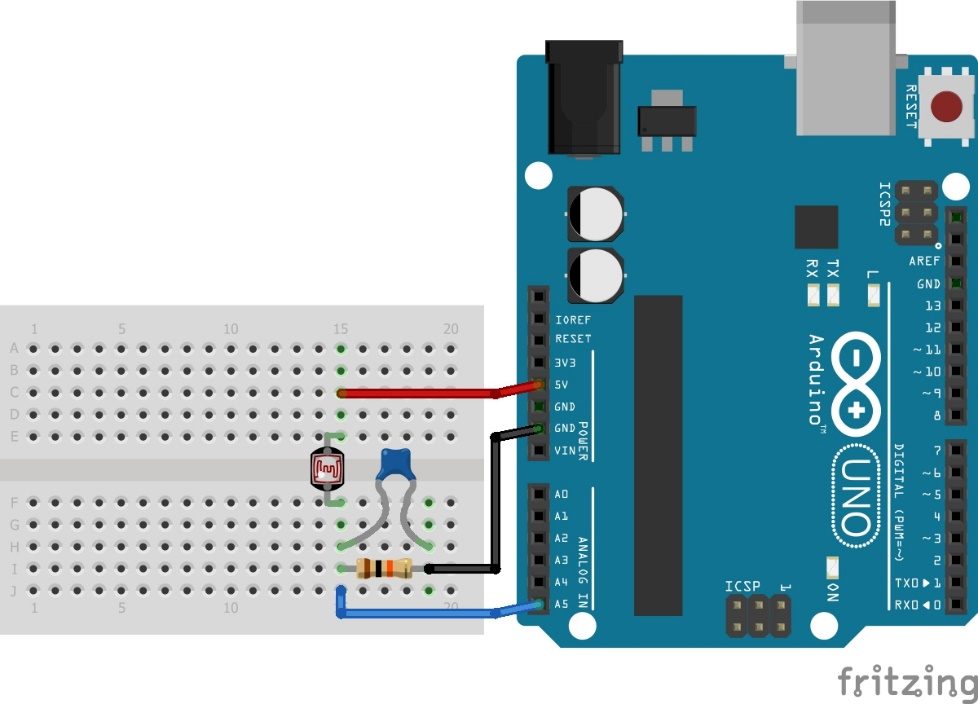 RESET
ICSP2
IOREF
RESET
3V3
5V
GND
GND
VIN
POWER
A0
A1
A2
A3
A4
A5
ANALOG IN
RX
TX
L
AREF
GND
13
12
~11
~10
~9
8
7
~6
~5
4
~3
2
TX0▶1
RX0◀0
DIGITAL (PWM=~)
Arduino™
UNO
ON
ICSP
1
1 5 10 15 20
A
B
C
D
E
F
G
H
I
J
1 5 10 20
fritzing